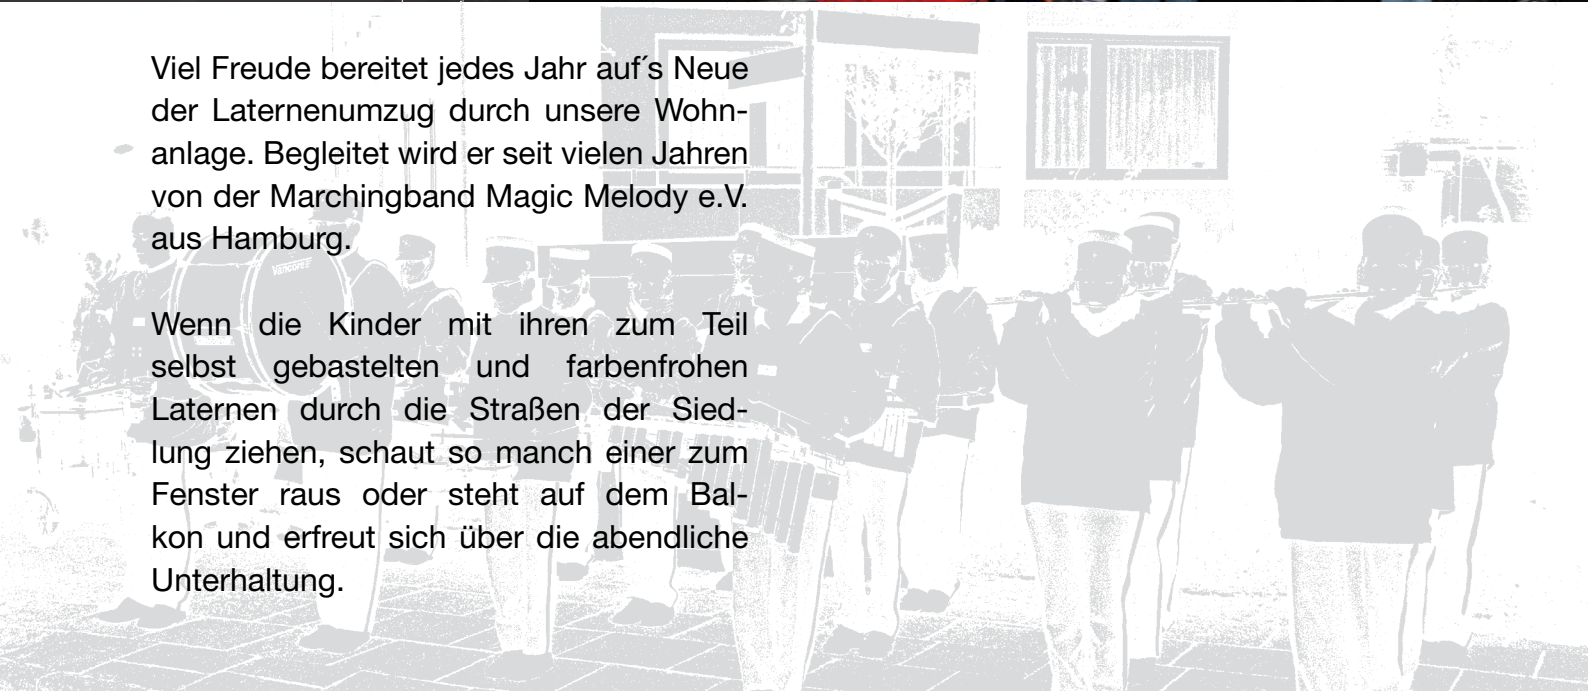 Viel Freude bereitet jedes Jahr auf´s Neue
der Laternenumzug durch unsere Wohn-
anlage. Begleitet wird er seit vielen Jahren
von der Marchingband Magic Melody e.V.
aus Hamburg.
Wenn die Kinder mit ihren zum Teil
selbst gebastelten und farbenfrohen
Laternen durch die Straßen der Sied-
lung ziehen, schaut so manch einer zum
Fenster raus oder steht auf dem Bal-
kon und erfreut sich über die abendliche
Unterhaltung.